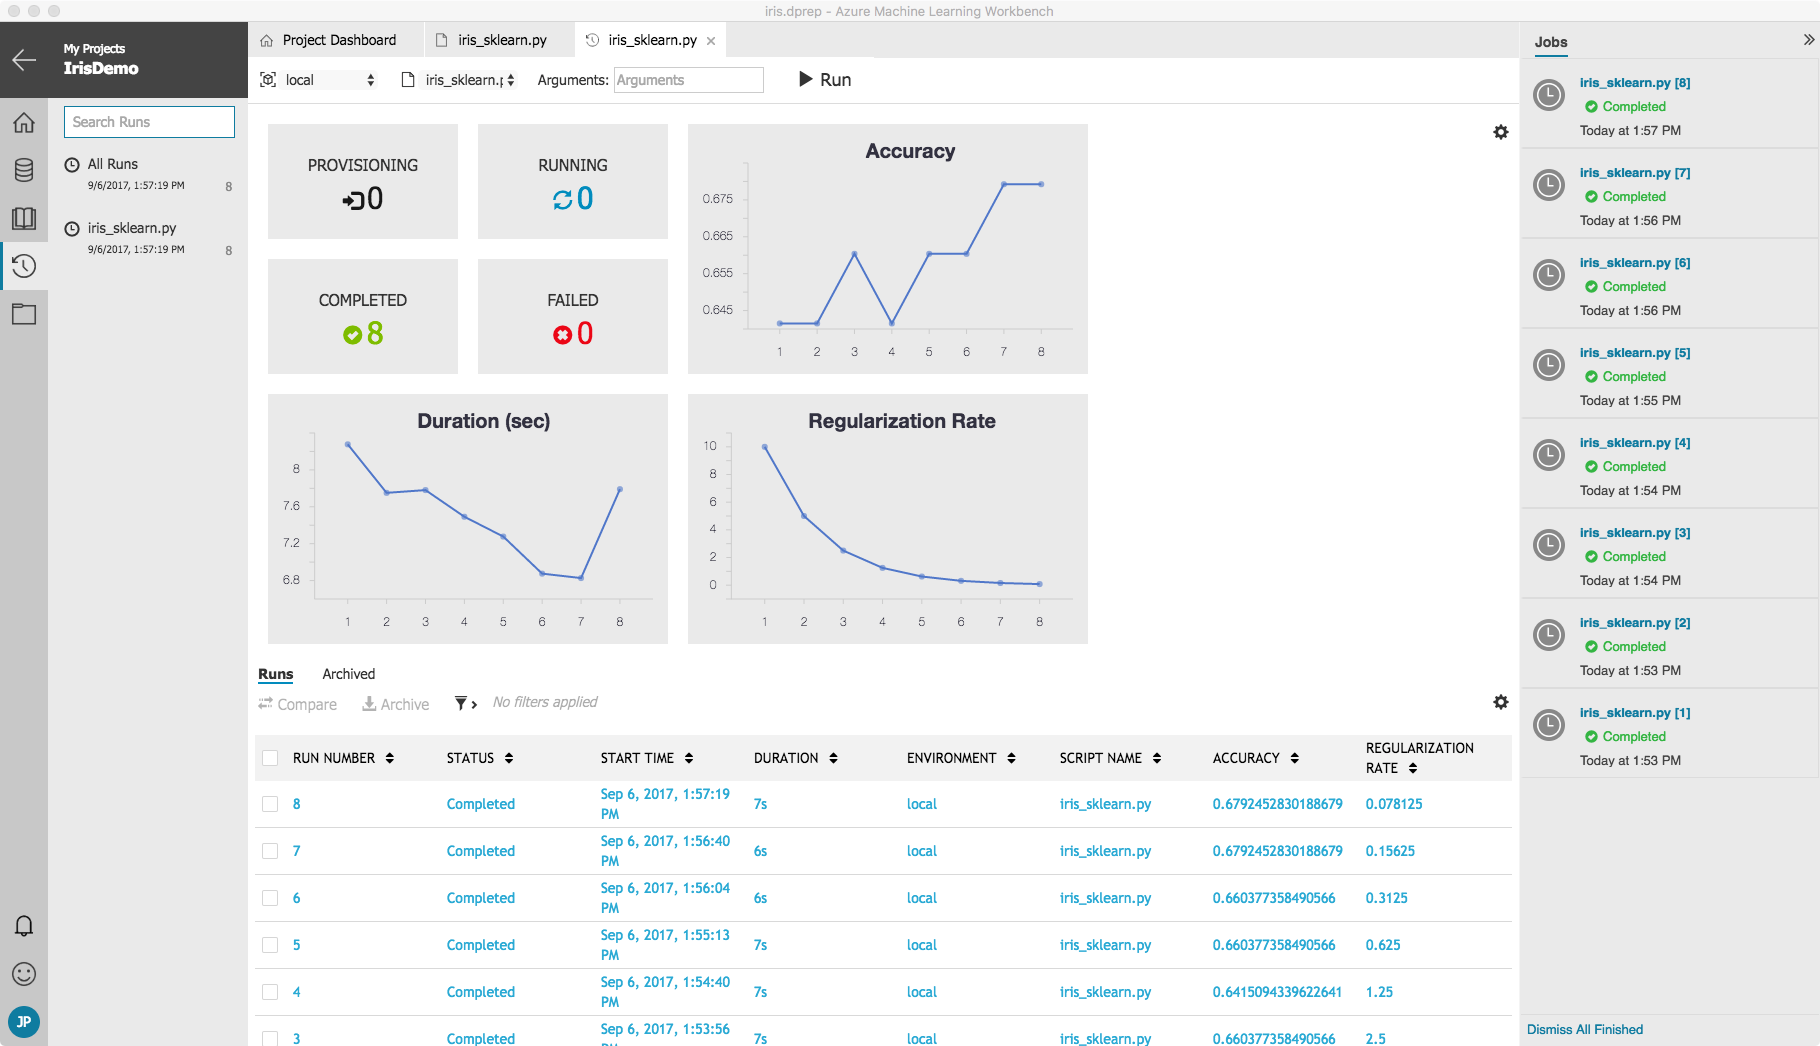 iris.dprep - Azure Machine Learning Workbench
My Projects
IrisDemo
Project Dashboard
iris_sklearn.py
iris_sklearn.py
local
Arguments:
Arguments
Run
Search Runs
All Runs
9/6/2017, 1:57:19 PM
8
iris_sklearn.py
9/6/2017, 1:57:19 PM
8
JP
PROVISIONING
0
RUNNING
0
COMPLETED
8
FAILED
0
Accuracy
0.675
0.665
0.655
0.645
1 2 3 4 5 6 7 8
Duration (sec)
8
7.6
7.2
6.8
1 2 3 4 5 6 7 8
Regularization Rate
10
8
6
4
2
0
1 2 3 4 5 6 7 8
Runs
Archived
Compare
Archive
No filters applied
RUN NUMBER STATUS START TIME DURATION ENVIRONMENT SCRIPT NAME ACCURACY REGULARIZATION
RATE
8 Completed Sep 6, 2017, 1:57:19 7s local iris_sklearn.py 0.6792452830188679 0.078125
PM
7 Completed Sep 6, 2017, 1:56:40 6s local iris_sklearn.py 0.6792452830188679 0.15625
PM
6 Completed Sep 6, 2017, 1:56:04 6s local iris_sklearn.py 0.660377358490566 0.3125
PM
5 Completed Sep 6, 2017, 1:55:13 7s local iris_sklearn.py 0.660377358490566 0.625
PM
4 Completed Sep 6, 2017, 1:54:40 7s local iris_sklearn.py 0.6415094339622641 1.25
PM
3 Completed Sep 6, 2017, 1:53:56 7s local iris_sklearn.py 0.660377358490566 2.5
Jobs
iris_sklearn.py [8]
Completed
Today at 1:57 PM
iris_sklearn.py [7]
Completed
Today at 1:56 PM
iris_sklearn.py [6]
Completed
Today at 1:56 PM
iris_sklearn.py [5]
Completed
Today at 1:55 PM
iris_sklearn.py [4]
Completed
Today at 1:54 PM
iris_sklearn.py [3]
Completed
Today at 1:54 PM
iris_sklearn.py [2]
Completed
Today at 1:53 PM
iris_sklearn.py [1]
Completed
Today at 1:53 PM
Dismiss All Finished